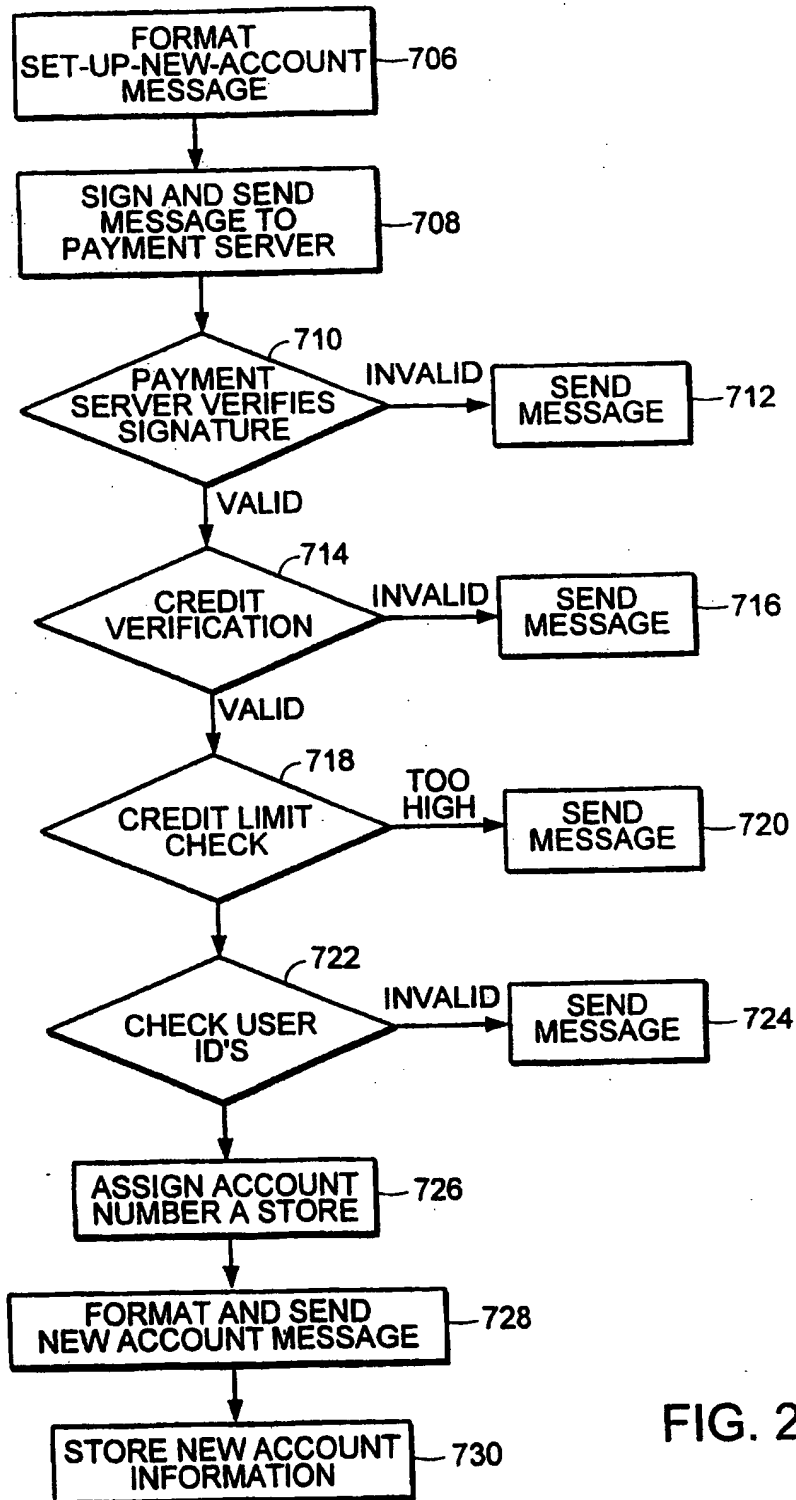 FORMAT
SET-UP-NEW-ACCOUNT
MESSAGE
706
SIGN AND SEND
MESSAGE TO
PAYMENT SERVER
708
710
PAYMENT
SERVER VERIFIES
SIGNATURE
INVALID
SEND
MESSAGE
712
VALID
714
CREDIT
VERIFICATION
INVALID
SEND
MESSAGE
716
VALID
718
CREDIT LIMIT
CHECK
TOO
HIGH
SEND
MESSAGE
720
722
CHECK USER
ID'S
INVALID
SEND
MESSAGE
724
ASSIGN ACCOUNT
NUMBER A STORE
726
FORMAT AND SEND
NEW ACCOUNT MESSAGE
728
STORE NEW ACCOUNT
INFORMATION
730
FIG. 2